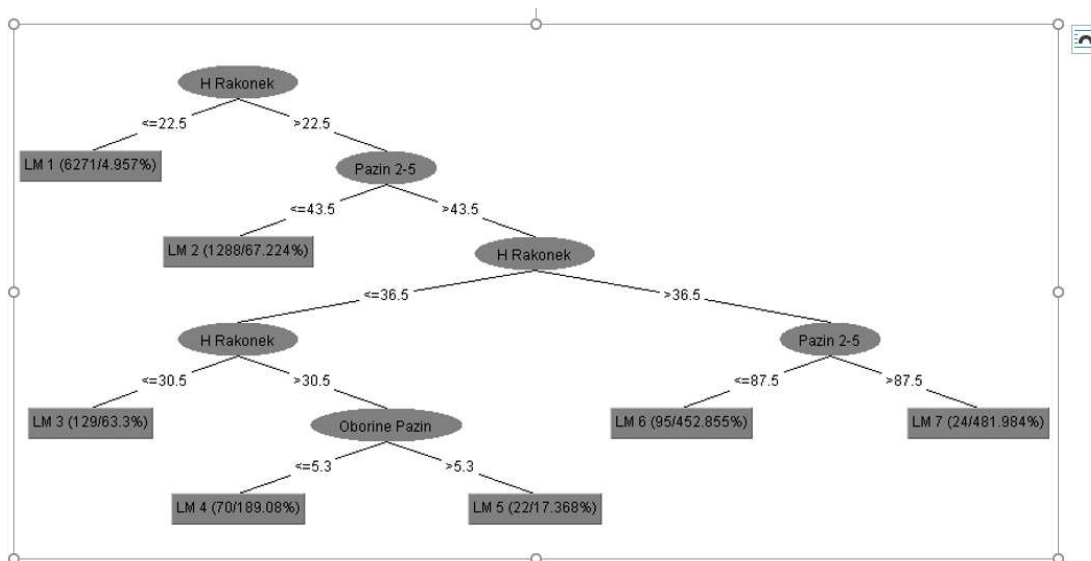 H Rakonek
<=22.5
>22.5
LM 1 (6271/4.957%)
Pazin 2-5
<=43.5
>43.5
LM 2 (1288/67.224%)
H Rakonek
<=36.5
>36.5
H Rakonek
Pazin 2-5
<=30.5
>30.5
<=87.5
>87.5
LM 3 (129/63.3%)
Oborine Pazin
LM 6 (95/452.855%)
LM 7 (24/481.984%)
<=5.3
>5.3
LM 4 (70/189.08%)
LM 5 (22/17.368%)